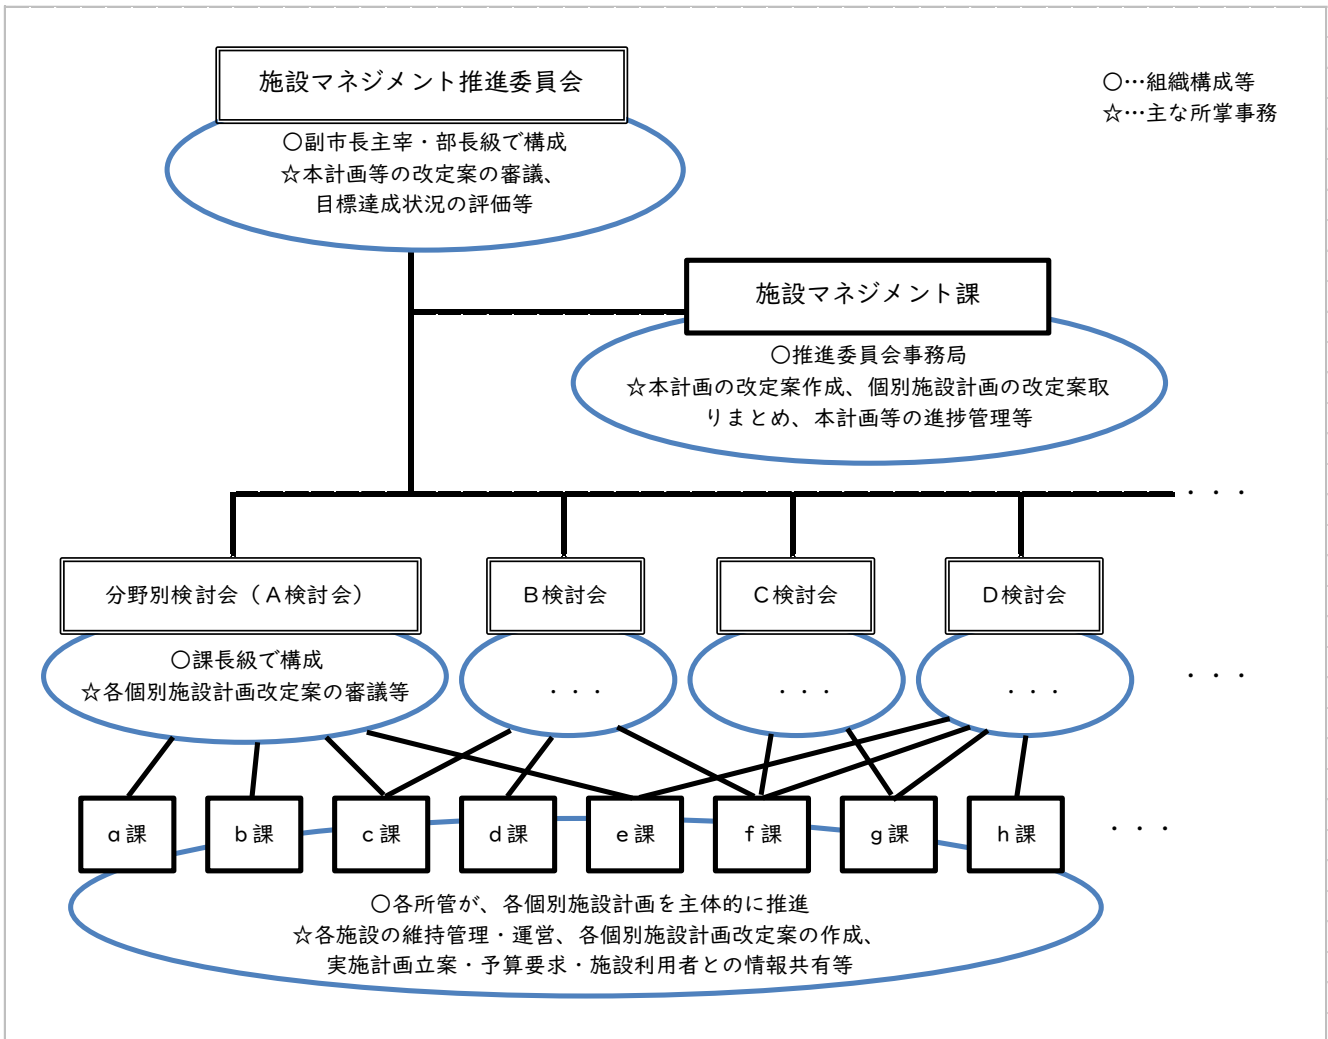 施設マネジメント推進委員会
○…組織構成等
☆…主な所掌事務
○副市長主宰・部長級で構成
☆本計画等の改定案の審議、
目標達成状況の評価等
施設マネジメント課
○推進委員会事務局
☆本計画の改定案作成、個別施設計画の改定案取
りまとめ、本計画等の進捗管理等
・・・
分野別検討会（A検討会）
B検討会
C検討会
D検討会
○課長級で構成
☆各個別施設計画改定案の審議等
・・・
・・・
・・・
・・・
a課
b課
c課
d課
e課
f課
g課
h課
・・・
○各所管が、各個別施設計画を主体的に推進
☆各施設の維持管理・運営、各個別施設計画改定案の作成、
実施計画立案・予算要求・施設利用者との情報共有等